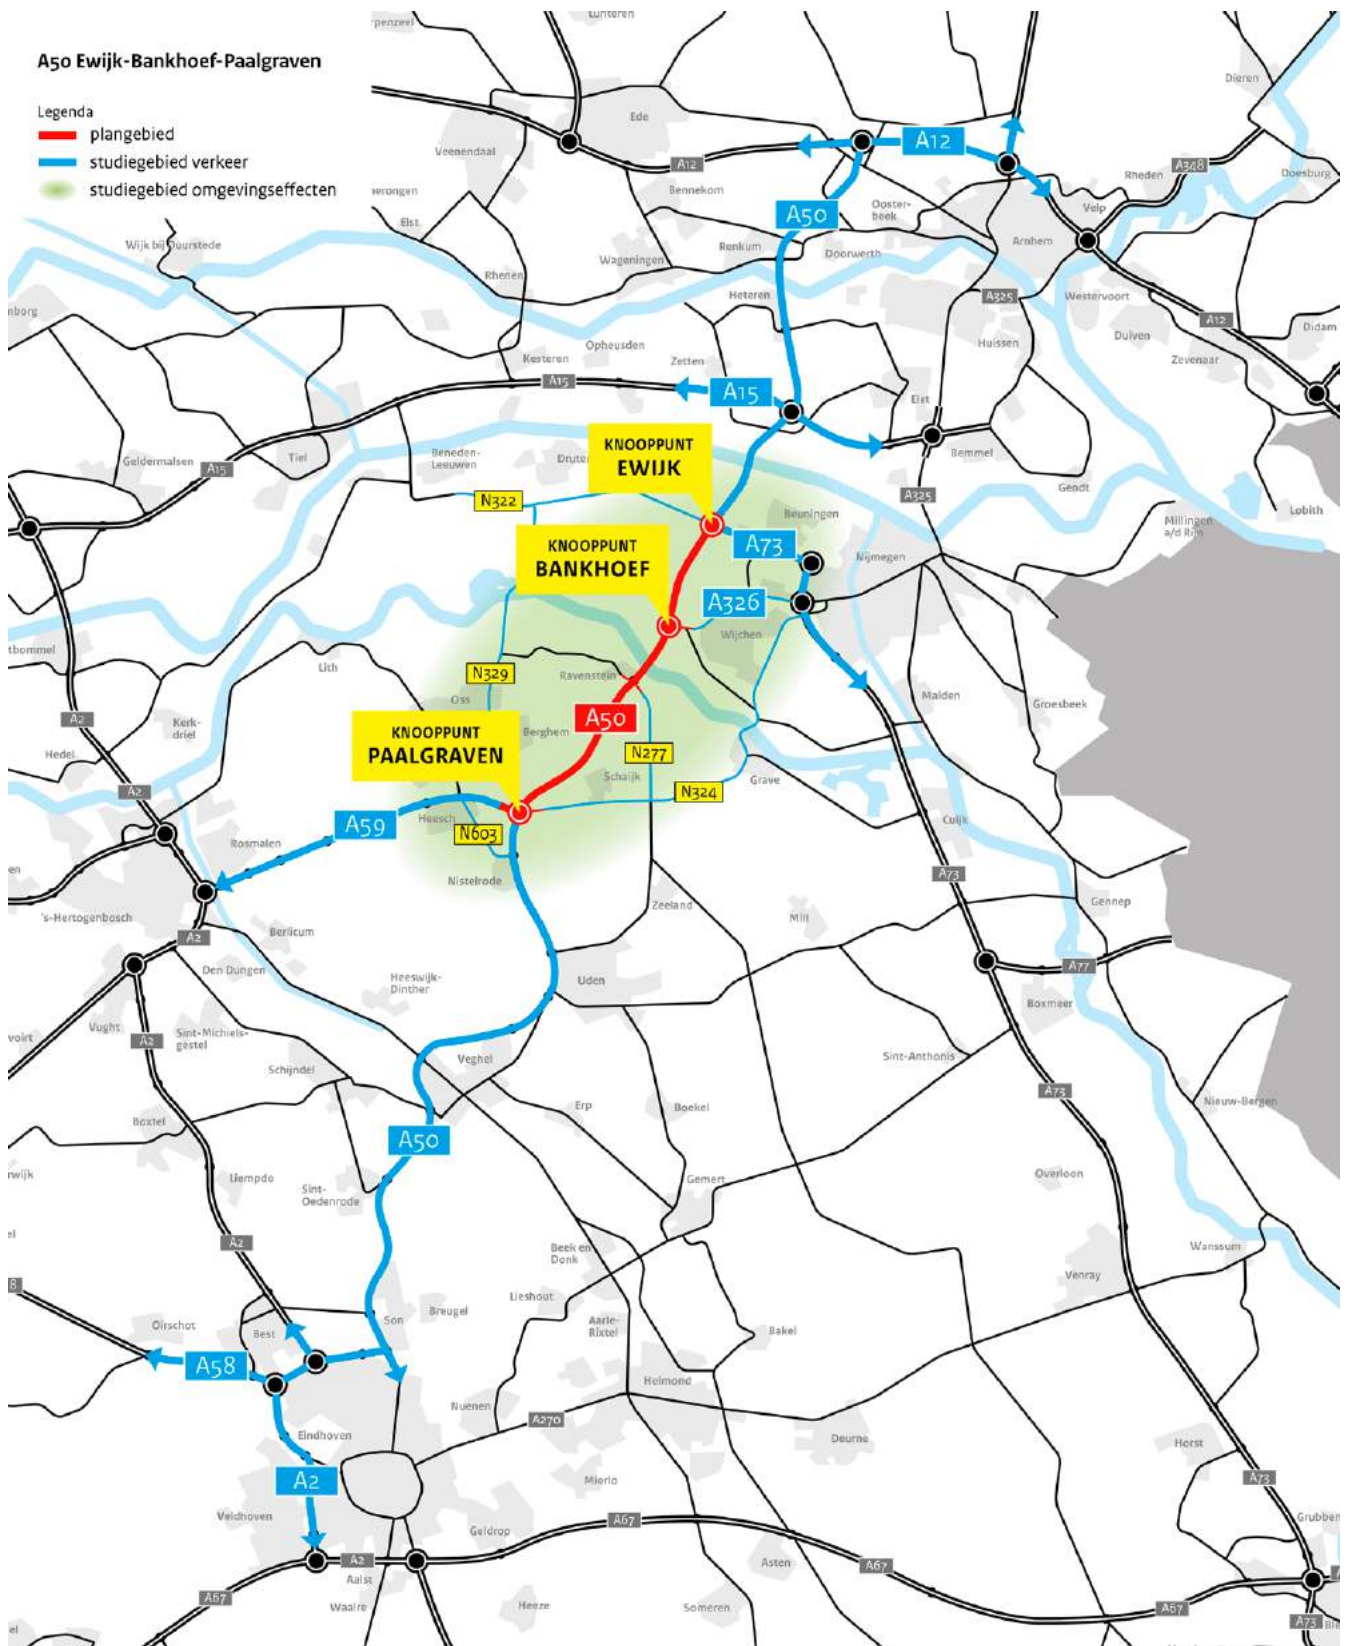 A50 Ewijk-Bankhoef-Paalgraven
Legenda
plangebied
studiegebied verkeer
studiegebied omgevingseffecten
Lunteren
Dieren
Ede
Veenendaal
A12
A12
Bennekom
A348
Rheden
Doesburg
Velp
Ooster-
beek
A50
Elst
Renkum
Doorwerth
Arnhem
Wijk bij Duurstede
Wageningen
Rhenen
Heteren
A325
Westervoort
A12
Didam
Duiven
Huissen
Zevenaar
Opheusden
Kesteren
Zetten
A15
A15
Elst
KNOOPPUNT
EWIJK
Bemmel
Beneden-
Leeuwen
Tiel
Geldermalsen
A15
Gendt
A325
N322
Lobith
Beuningen
Millingen
a/d Rijn
KNOOPPUNT
BANKHOEF
A73
Nijmegen
A326
Wijchen
Lith
N329
Ravenstein
Oss
Malden
Groesbeek
A2
Kerk-
driel
A50
KNOOPPUNT
PAALGRAVEN
Berghem
Hedel
N277
Schaijk
Grave
A2
N324
Heesch
A59
N603
Cuijk
Rosmalen
A73
Nistelrode
's-Hertogenbosch
Zeeland
Mill
Gennep
A2
Berlicum
Den Dungen
A77
Heeswijk-
Dinther
Uden
Boxmeer
Vught
A2
Sint-Michiels-
gestel
Schijndel
Veghel
Sint-Anthonis
A73
Erp
Boekel
Nieuw-Bergen
Boxtel
A50
Liempde
Sint-
Oedenrode
Gemert
Overloon
A2
Beek en
Donk
Wanssum
Venray
Lieshout
Breugel
Son
Oirschot
Best
Aarle-
Rixtel
Bakel
A58
Helmond
Nuenen
A270
Eindhoven
Deurne
Horst
A2
Mierlo
A73
Veldhoven
Geldrop
A67
Asten
A2
Aalst
A67
A67
Waalre
Heeze
Someren
A67
A73